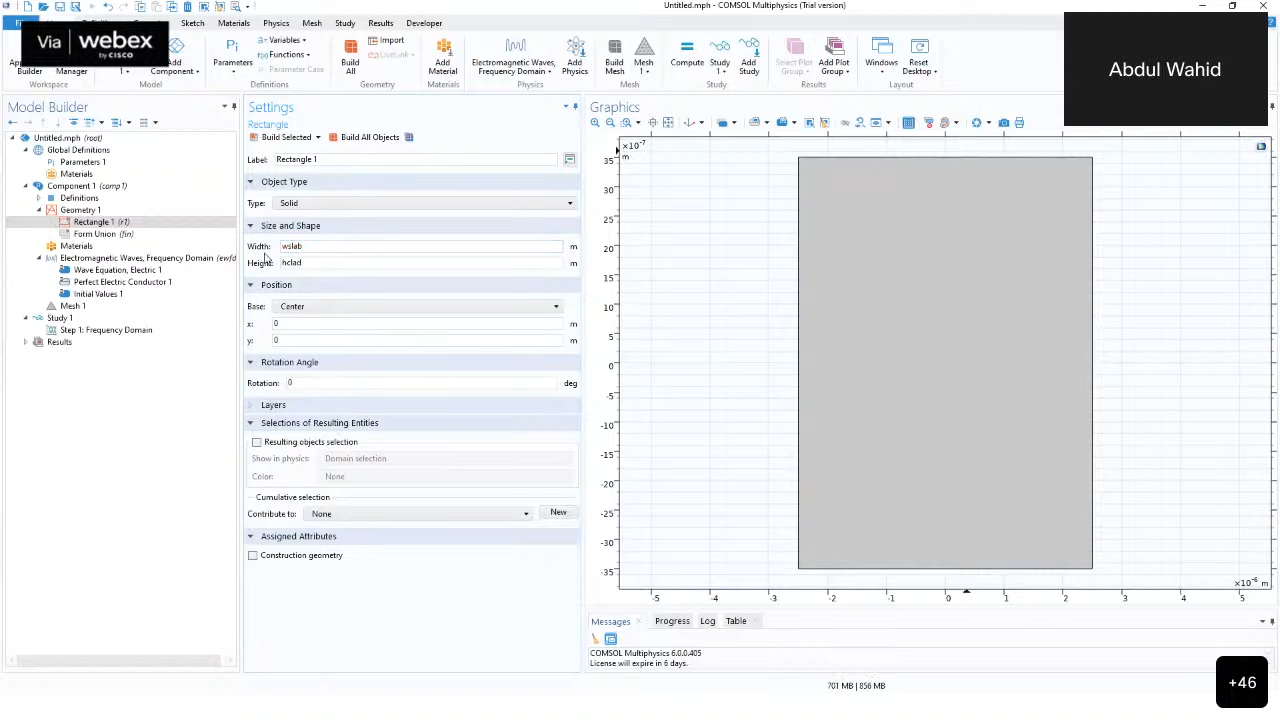 Untitled.mph - COMSOL Multiphysics (Trial version)
Sketch Materials Physics Mesh Study Results Developer
Via webex by CISCO
Builder Manager Component 1
Workspace Model
Parameters 1
Variables
Functions
Parameter Case
Definitions
Build All
Import
LiveLink
Geometry
Add Material
Materials
Electromagnetic Waves, Frequency Domain
Add Physics
Physics
Build Mesh
Mesh 1
Mesh
Compute
Study 1
Add Study
Study
Select Plot Group
Add Plot Group
Results
Windows
Reset Desktop
Layout
Abdul Wahid
Model Builder
Untitled.mph (root)
Global Definitions
Parameters 1
Materials
Component 1 (comp1)
Definitions
Geometry 1
Rectangle 1 (r1)
Form Union (fin)
Materials
Electromagnetic Waves, Frequency Domain (ewfd
Wave Equation, Electric 1
Perfect Electric Conductor 1
Initial Values 1
Mesh 1
Study 1
Step 1: Frequency Domain
Results
Settings
Rectangle
Build Selected Build All Objects
Label: Rectangle 1
Object Type
Type: Solid
Size and Shape
Width: wslab m
Height: hclad m
Position
Base: Center
x: 0 m
y: 0 m
Rotation Angle
Rotation: 0 deg
Layers
Selections of Resulting Entities
Resulting objects selection
Show in physics: Domain selection
Color: None
Cumulative selection
Contribute to: None New
Assigned Attributes
Construction geometry
Graphics
×10⁻⁷
m
35
30
25
20
15
10
5
0
-5
-10
-15
-20
-25
-30
-35
×10⁻⁶ m
-5 -4 -3 -2 -1 0 1 2 3 4 5
Messages Progress Log Table
COMSOL Multiphysics 6.0.0.405
License will expire in 6 days.
701 MB | 856 MB
+46